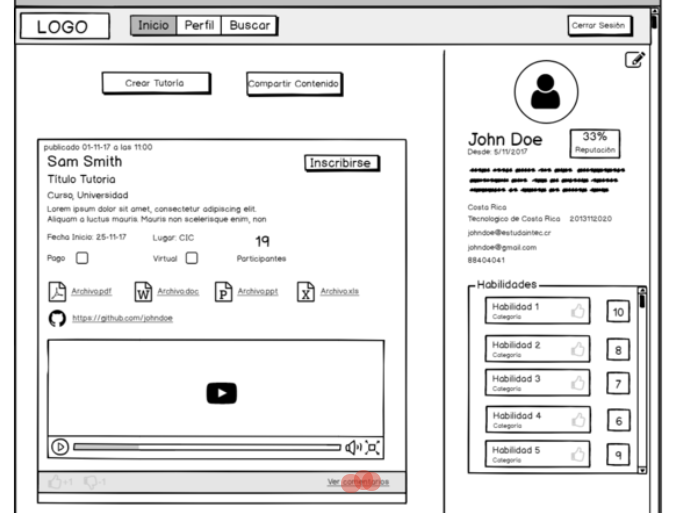 LOGO
Inicio Perfil Buscar
Cerrar Sesión
Crear Tutoría
Compartir Contenido
publicado 01-11-17 a las 11:00
Sam Smith
Inscribirse
Título Tutoria
Curso, Universidad
Lorem ipsum dolor sit amet, consectetur adipiscing elit.
Aliquam a luctus mauris. Mauris non scelerisque enim, non
Fecha Inicio: 25-11-17 Lugar: CIC 19
Pago Virtual Participantes
Archivo.pdf Archivo.doc Archivo.ppt Archivo.xls
W P X
https://github.com/johndoe
+1 -1
Ver comentarios
John Doe
Desde: 5/11/2017
33%
Reputación
Costa Rica
Tecnologico de Costa Rica 2013112020
johndoe@estudaintec.cr
johndoe@gmail.com
88404041
Habilidades
Habilidad 1
Categoría
10
Habilidad 2
Categoría
8
Habilidad 3
Categoría
7
Habilidad 4
Categoría
6
Habilidad 5
Categoría
9